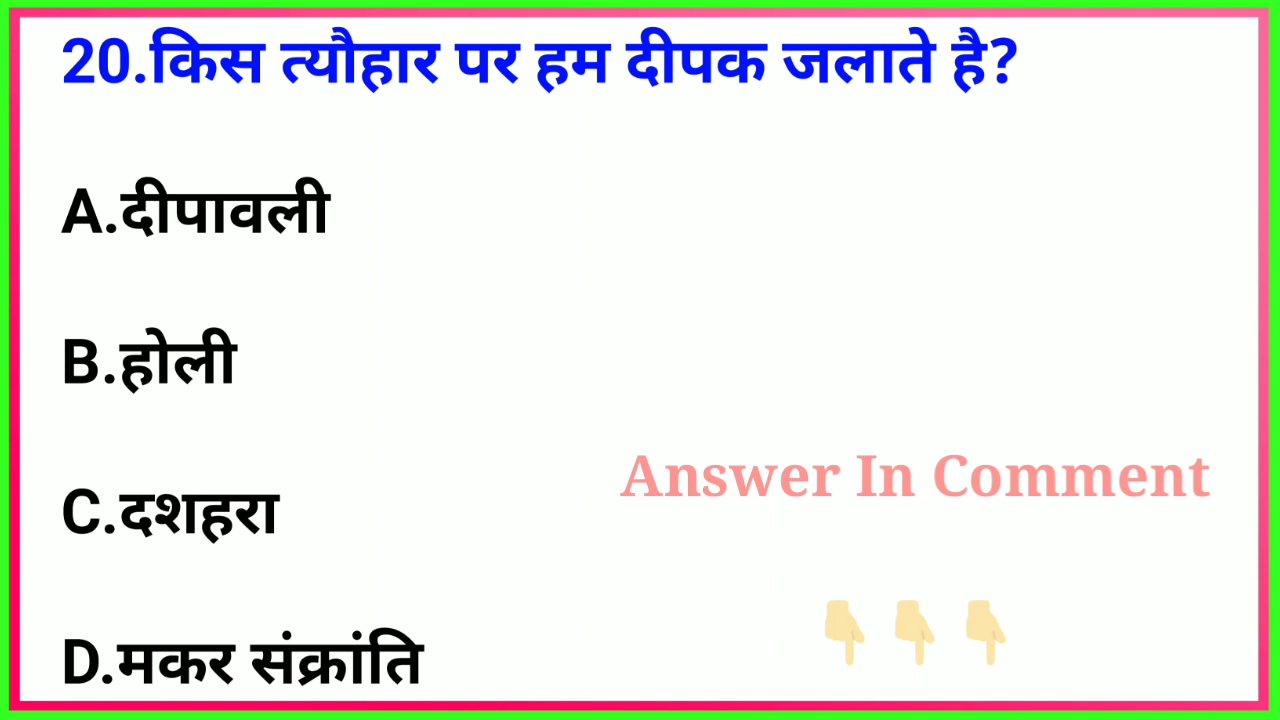 20.किस त्यौहार पर हम दीपक जलाते है?
A.दीपावली
B.होली
C.दशहरा
Answer In Comment
D.मकर संक्रांति